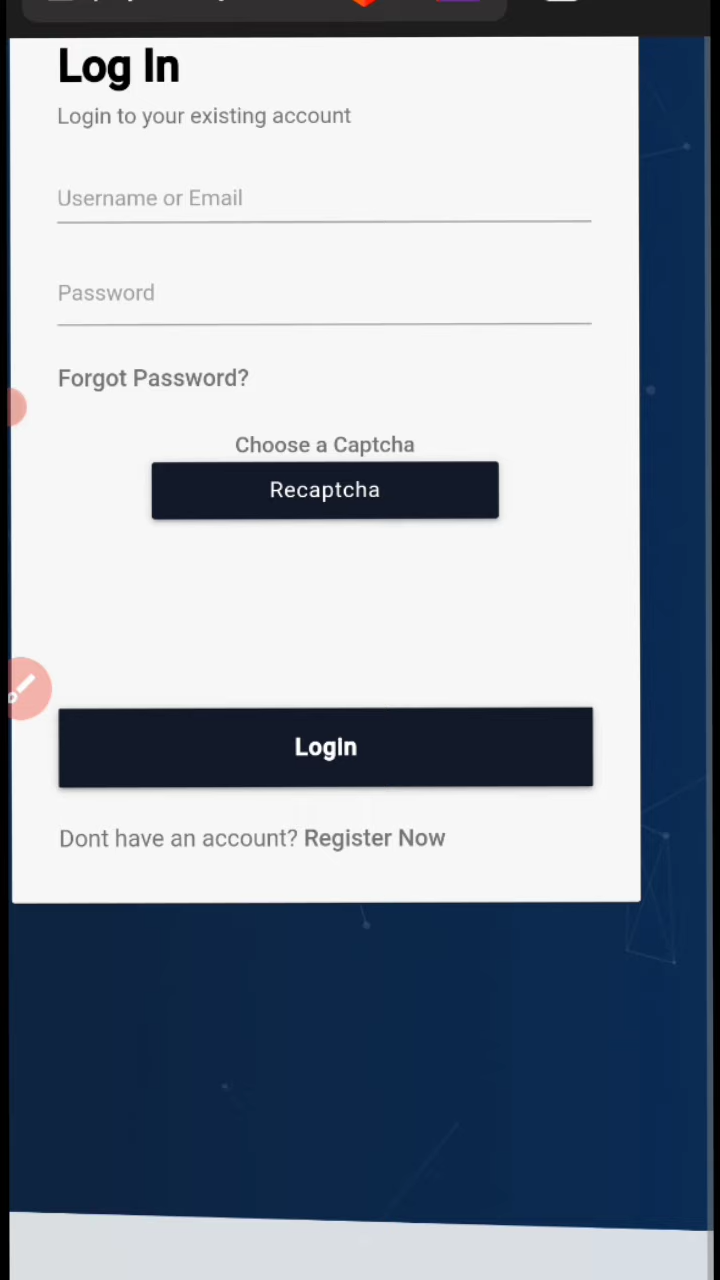 Log In
Login to your existing account
Username or Email
Password
Forgot Password?
Choose a Captcha
Recaptcha
Login
Dont have an account? Register Now